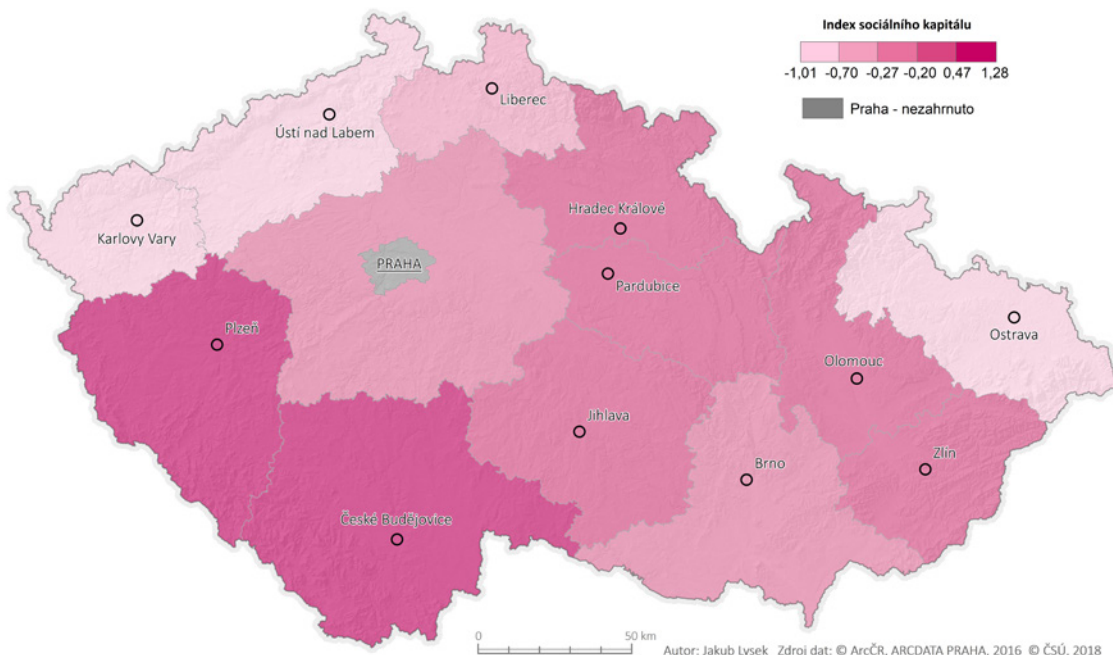 Index sociálního kapitálu
-1,01 -0,70 -0,27 -0,20 0,47 1,28
Praha - nezahrnuto
Liberec
Ústí nad Labem
Karlovy Vary
Hradec Králové
PRAHA
Pardubice
Ostrava
Plzeň
Olomouc
Jihlava
Zlín
Brno
České Budějovice
0 50 km
Autor: Jakub Lysek Zdroj dat: © ArcČR, ARCDATA PRAHA, 2016 © ČSÚ, 2018